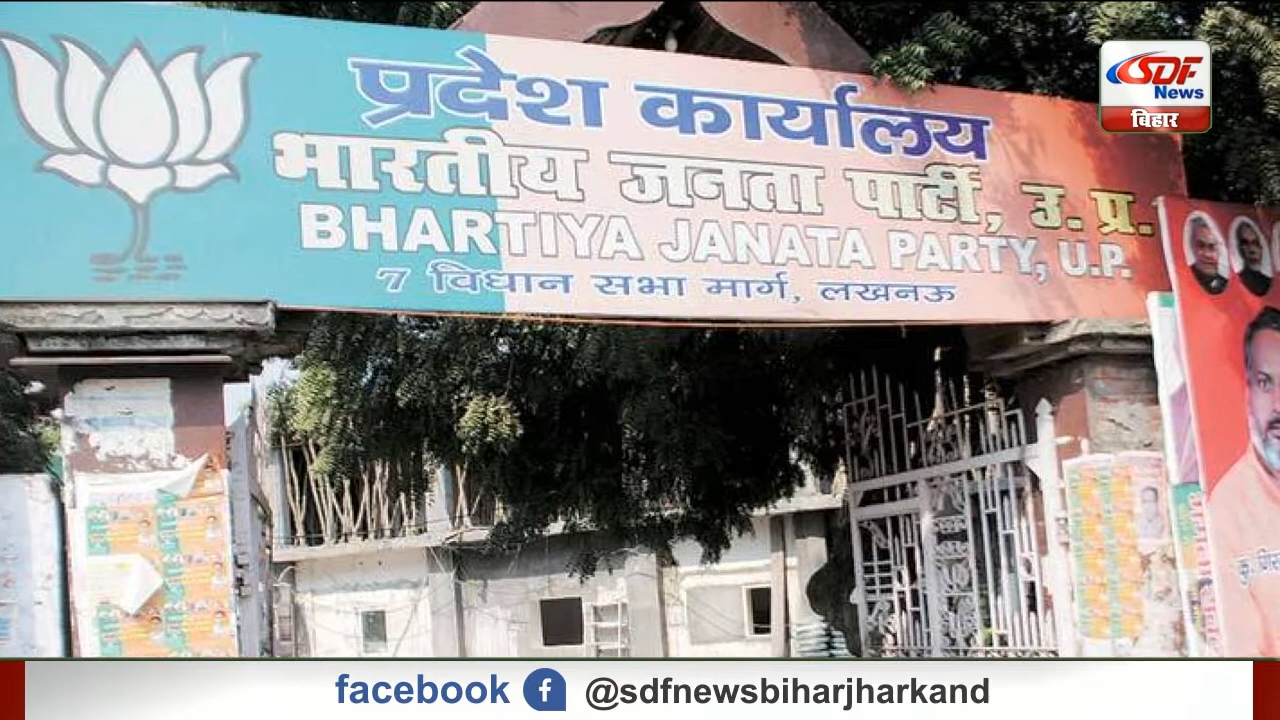 प्रदेश कार्यालय
भारतीय जनता पार्टी, उ. प्र.
BHARTIYA JANATA PARTY, U.P.
7 विधान सभा मार्ग, लखनऊ
SDF
News
बिहार
facebook f @sdfnewsbiharjharkand